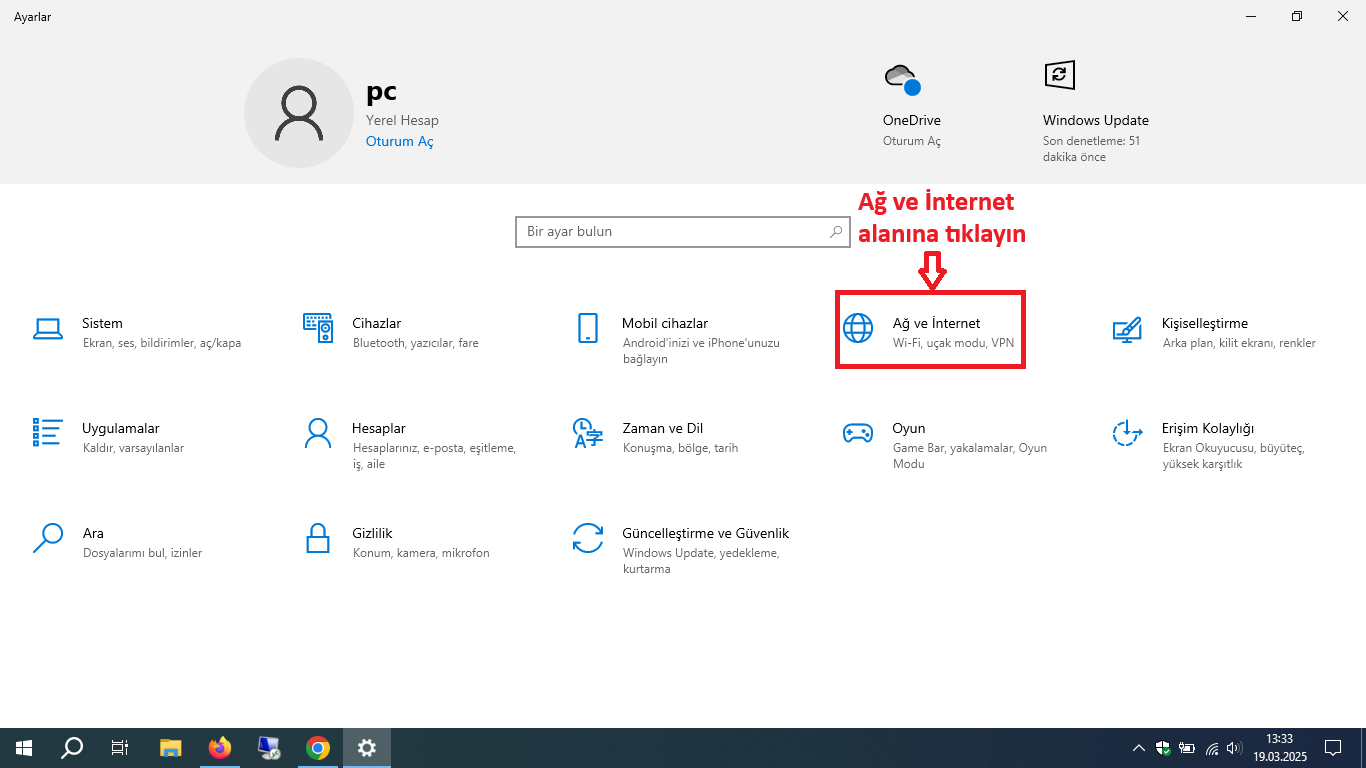 Ayarlar
pc
Yerel Hesap
Oturum Aç
OneDrive
Oturum Aç
Windows Update
Son denetleme: 51
dakika önce
Bir ayar bulun
Ağ ve İnternet
alanına tıklayın
Sistem
Ekran, ses, bildirimler, aç/kapa
Cihazlar
Bluetooth, yazıcılar, fare
Mobil cihazlar
Android'inizi ve iPhone'unuzu
bağlayın
Ağ ve İnternet
Wi-Fi, uçak modu, VPN
Kişiselleştirme
Arka plan, kilit ekranı, renkler
Uygulamalar
Kaldır, varsayılanlar
Hesaplar
Hesaplarınız, e-posta, eşitleme,
iş, aile
Zaman ve Dil
Konuşma, bölge, tarih
Oyun
Game Bar, yakalamalar, Oyun
Modu
Erişim Kolaylığı
Ekran Okuyucusu, büyüteç,
yüksek karşıtlık
Ara
Dosyalarımı bul, izinler
Gizlilik
Konum, kamera, mikrofon
Güncelleştirme ve Güvenlik
Windows Update, yedekleme,
kurtarma
13:33
19.03.2025